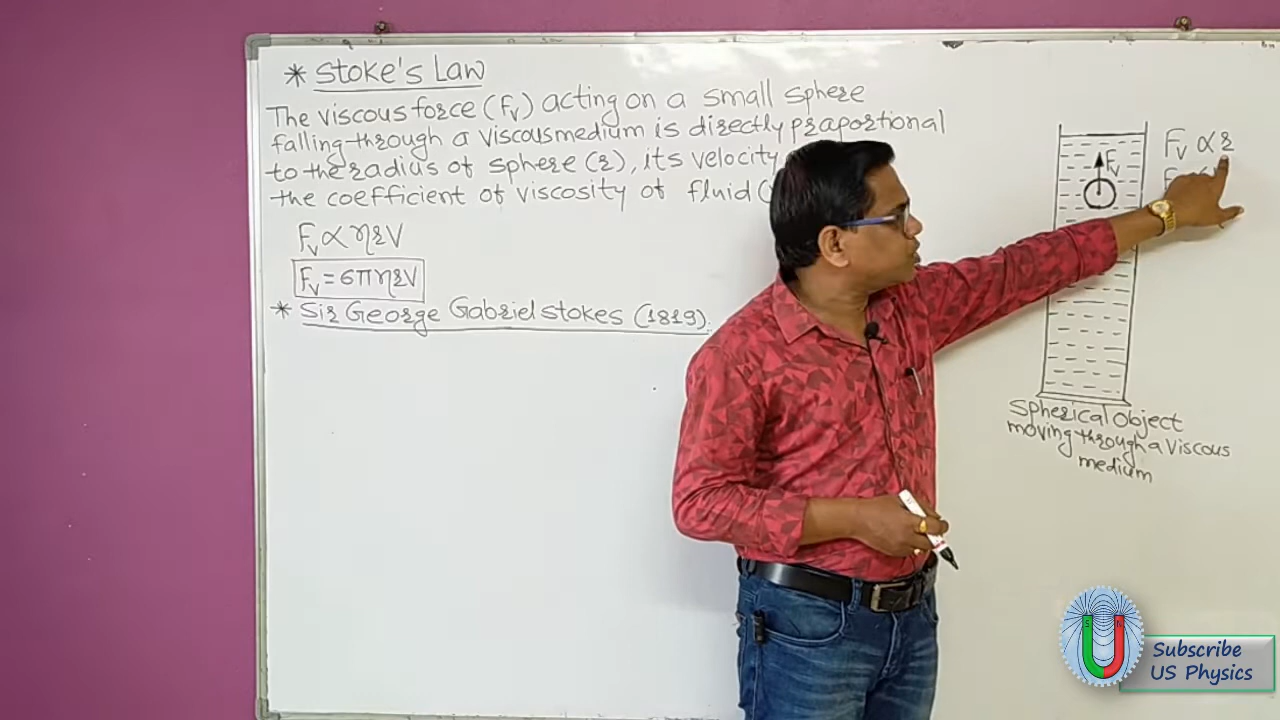 * Stoke's Law
The viscous force (Fv) acting on a small sphere
falling through a viscous medium is directly praportional
to the radius of sphere (r), its velocity
the coefficient of viscosity of fluid (
Fv ∝ ηrV
Fv = 6πηrV
* Sir George Gabriel stokes (1819).
Fv
Fv ∝ r
Spherical object
moving through a viscous
medium
Subscribe
US Physics
S N
U